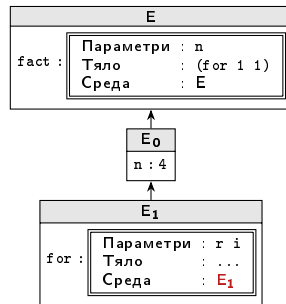 E
Параметри : n
fact : Тяло : (for 1 1)
Среда : E
E₀
n : 4
E₁
Параметри : r i
for : Тяло : ...
Среда : E₁